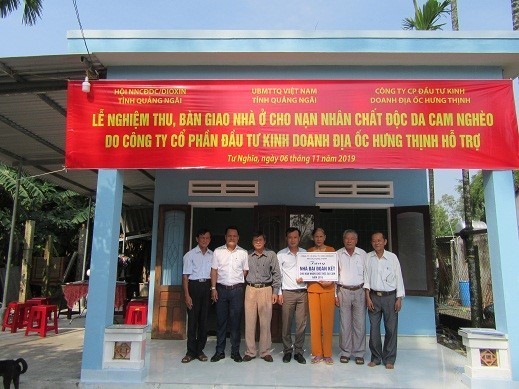 HỘI NNCĐDC/DIOXIN
TỈNH QUẢNG NGÃI
UBMTTQ VIỆT NAM
TỈNH QUẢNG NGÃI
CÔNG TY CP ĐẦU TƯ KINH
DOANH ĐỊA ỐC HƯNG THỊNH
LỄ NGHIỆM THU, BÀN GIAO NHÀ Ở CHO NẠN NHÂN CHẤT ĐỘC DA CAM NGHÈO
DO CÔNG TY CỔ PHẦN ĐẦU TƯ KINH DOANH ĐỊA ỐC HƯNG THỊNH HỖ TRỢ
Tư Nghĩa, ngày 06 tháng 11 năm 2019
Tặng
NHÀ ĐẠI ĐOÀN KẾT